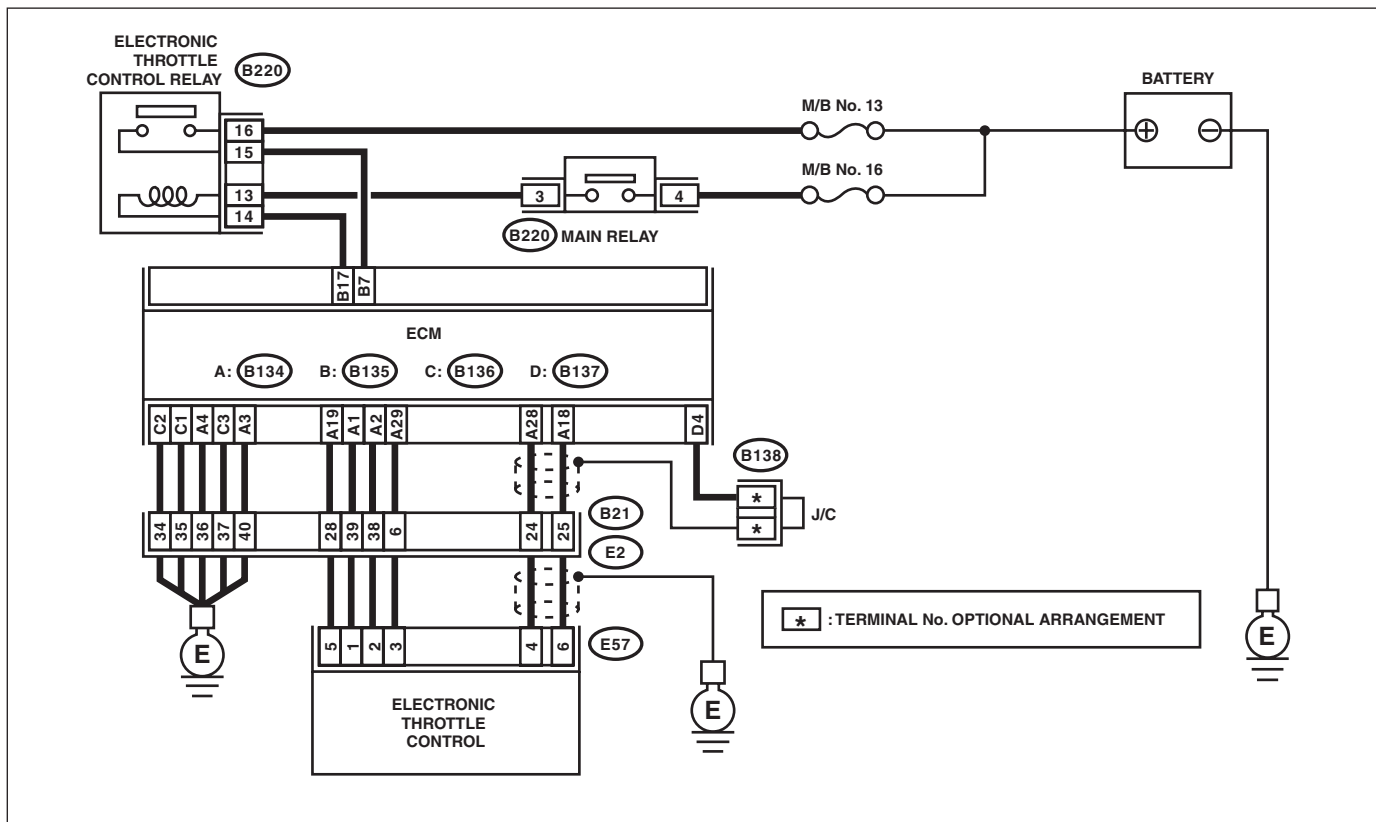 ELECTRONIC
THROTTLE
CONTROL RELAY
B220
16
15
13
14
M/B No. 13
M/B No. 16
BATTERY
3
4
B220 MAIN RELAY
B17
B7
ECM
A: B134 B: B135 C: B136 D: B137
C2 C1 A4 C3 A3 A19 A1 A2 A29 A28 A18 D4
B138
*
*
J/C
34 35 36 37 40 28 39 38 6 24 25
B21
E2
5 1 2 3 4 6
E57
ELECTRONIC
THROTTLE
CONTROL
E
E
E
* : TERMINAL No. OPTIONAL ARRANGEMENT